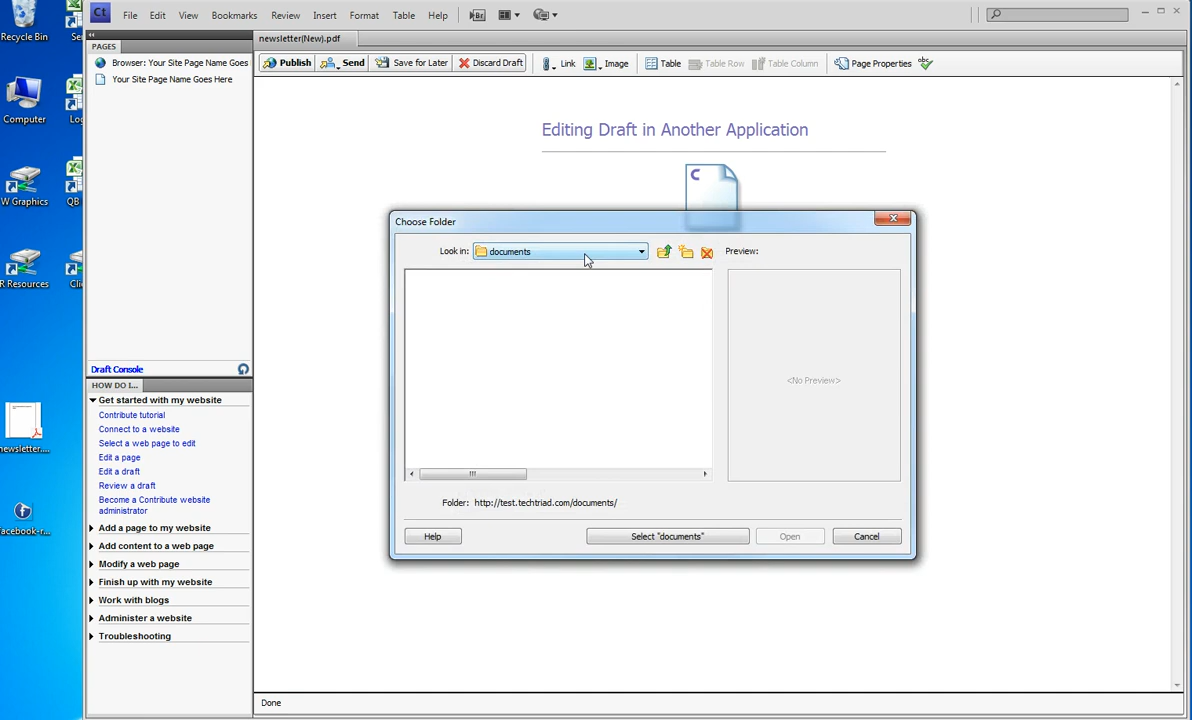 Recycle Bin
Computer
W Graphics
QB
R Resources
newsletter....
acebook-r...
Ct
File Edit View Bookmarks Review Insert Format Table Help
Br
PAGES
Browser: Your Site Page Name Goes
Your Site Page Name Goes Here
Draft Console
HOW DO I...
Get started with my website
Contribute tutorial
Connect to a website
Select a web page to edit
Edit a page
Edit a draft
Review a draft
Become a Contribute website
administrator
Add a page to my website
Add content to a web page
Modify a web page
Finish up with my website
Work with blogs
Administer a website
Troubleshooting
newsletter(New).pdf
Publish Send Save for Later Discard Draft Link Image Table Table Row Table Column Page Properties abc
Editing Draft in Another Application
C
Choose Folder
Look in: documents Preview:
<No Preview>
Folder: http://test.techtriad.com/documents/
Help Select "documents" Open Cancel
Done